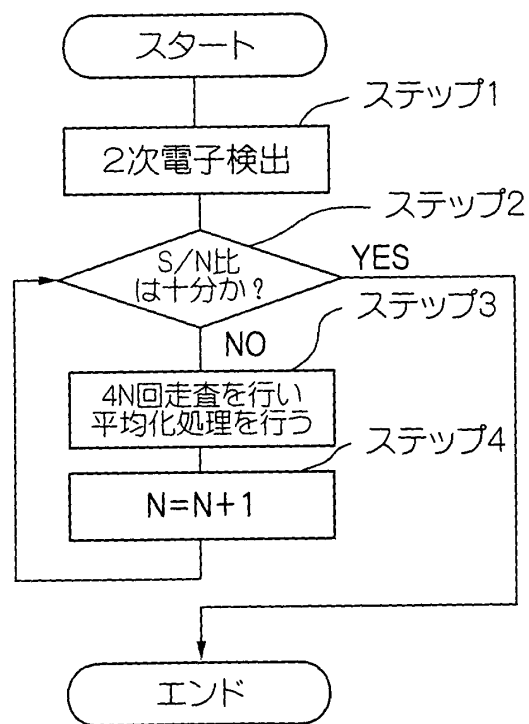 スタート
ステップ1
2次電子検出
ステップ2
S/N比
は十分か?
YES
ステップ3
NO
4N回走査を行い
平均化処理を行う
ステップ4
N=N+1
エンド